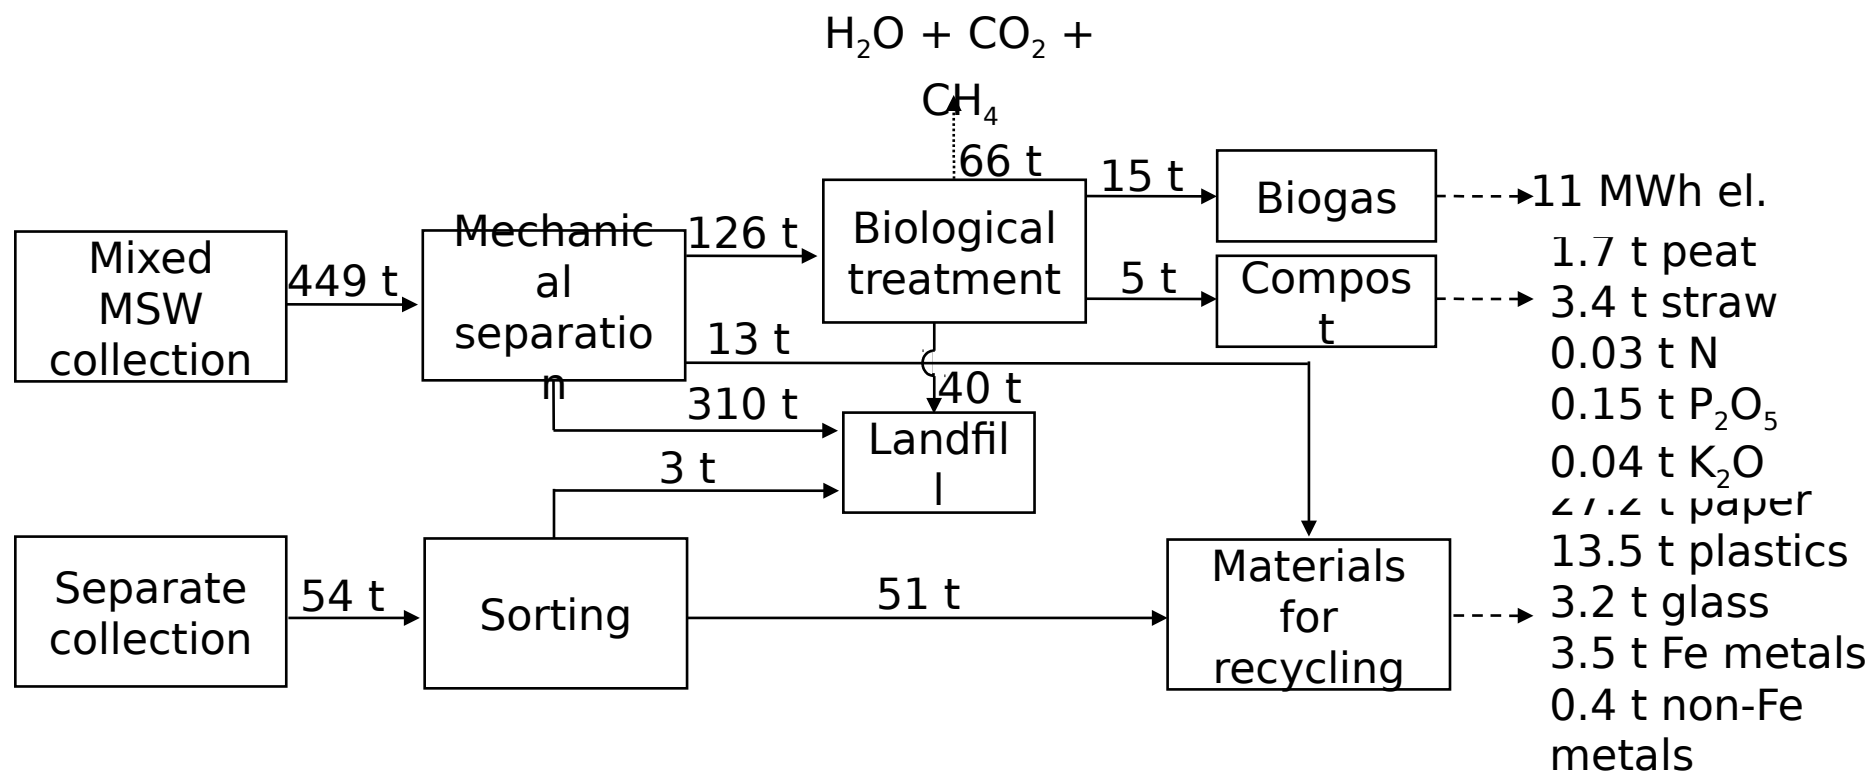 H₂O + CO₂ +
CH₄
66 t
15 t
Biogas
11 MWh el.
Mixed
MSW
collection
449 t
Mechanic
al
separatio
n
126 t
Biological
treatment
5 t
Compos
t
1.7 t peat
3.4 t straw
0.03 t N
0.15 t P₂O₅
0.04 t K₂O
13 t
310 t
40 t
Landfil
l
3 t
Separate
collection
54 t
Sorting
51 t
Materials
for
recycling
27.2 t paper
13.5 t plastics
3.2 t glass
3.5 t Fe metals
0.4 t non-Fe
metals